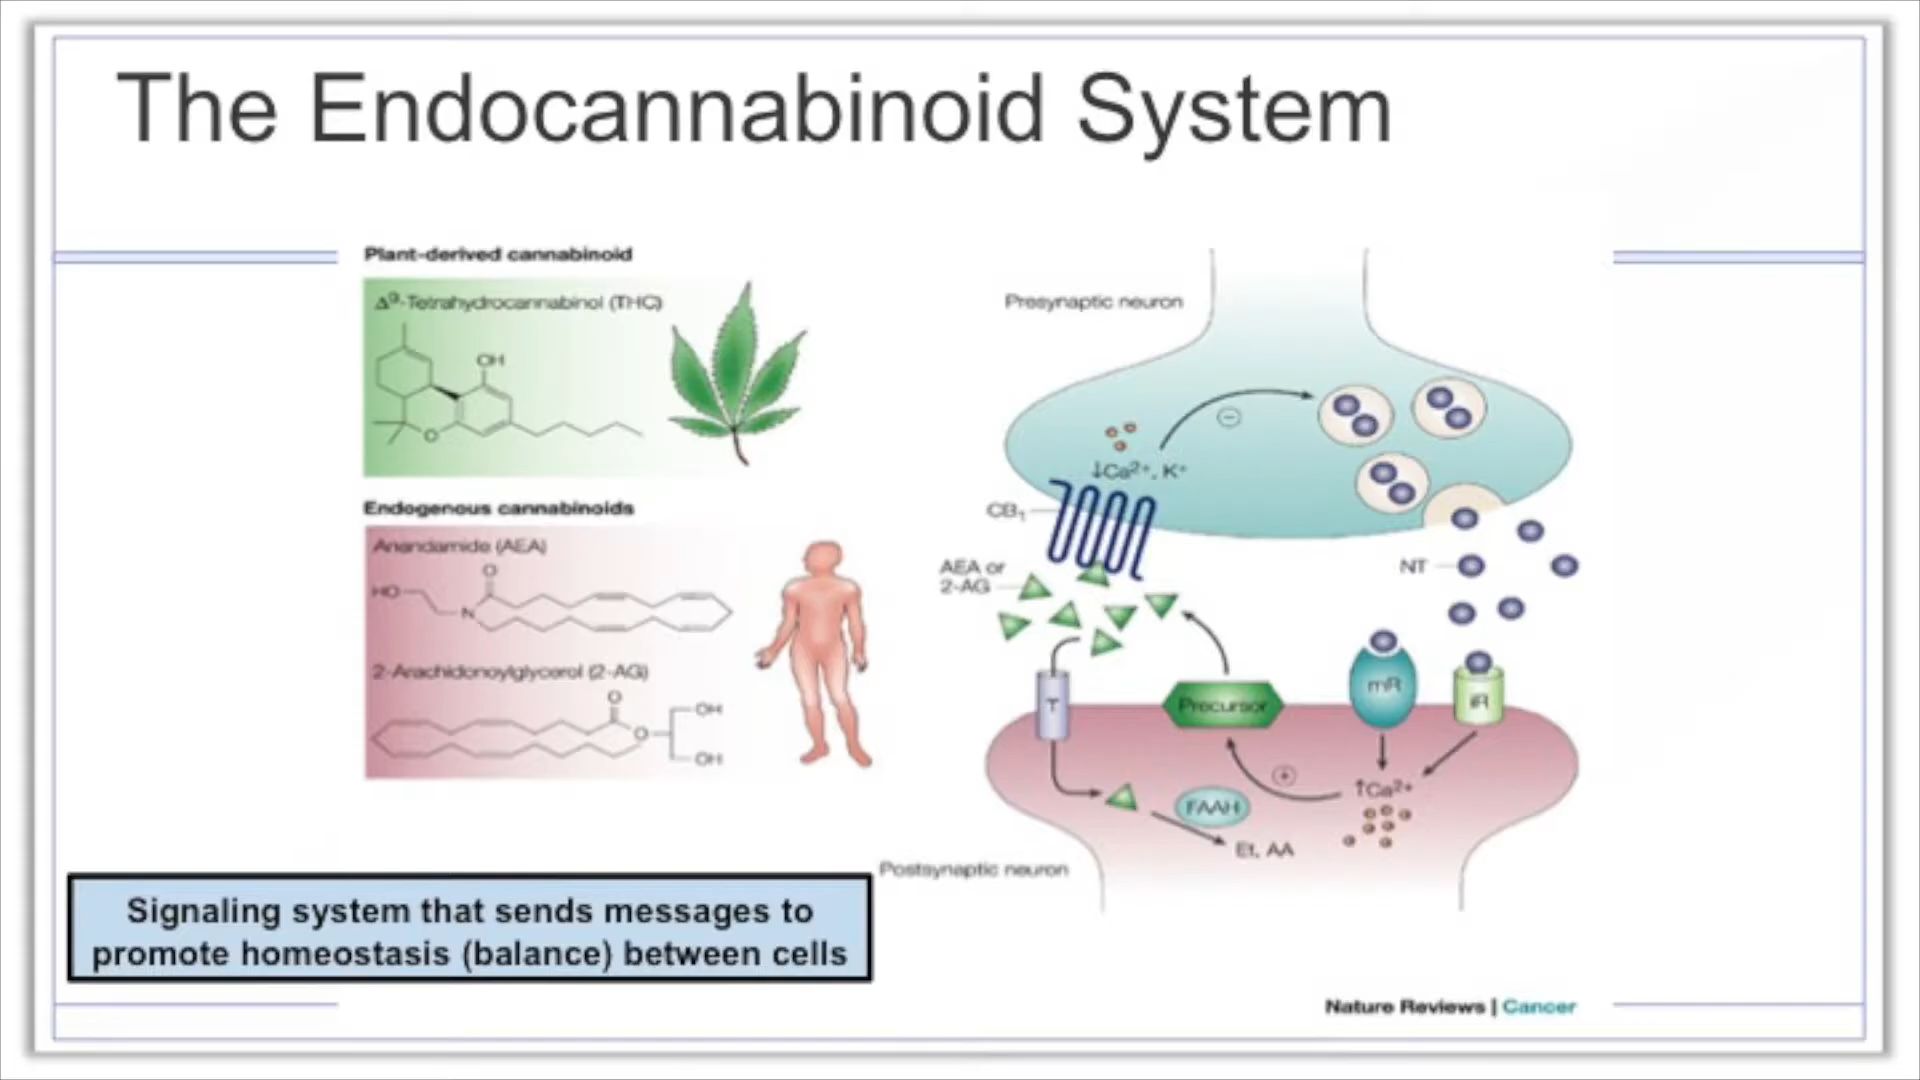 The Endocannabinoid System
Plant-derived cannabinoid
Δ⁹-Tetrahydrocannabinol (THC)
OH
O
Endogenous cannabinoids
Anandamide (AEA)
O
HO
N
2-Arachidonoylglycerol (2-AG)
O
OH
O
OH
Presynaptic neuron
−
↓Ca²⁺, K⁺
CB₁
AEA or
2-AG
NT
T
Precursor
mR
iR
+
↑Ca²⁺
FAAH
Et, AA
Postsynaptic neuron
Signaling system that sends messages to
promote homeostasis (balance) between cells
Nature Reviews | Cancer